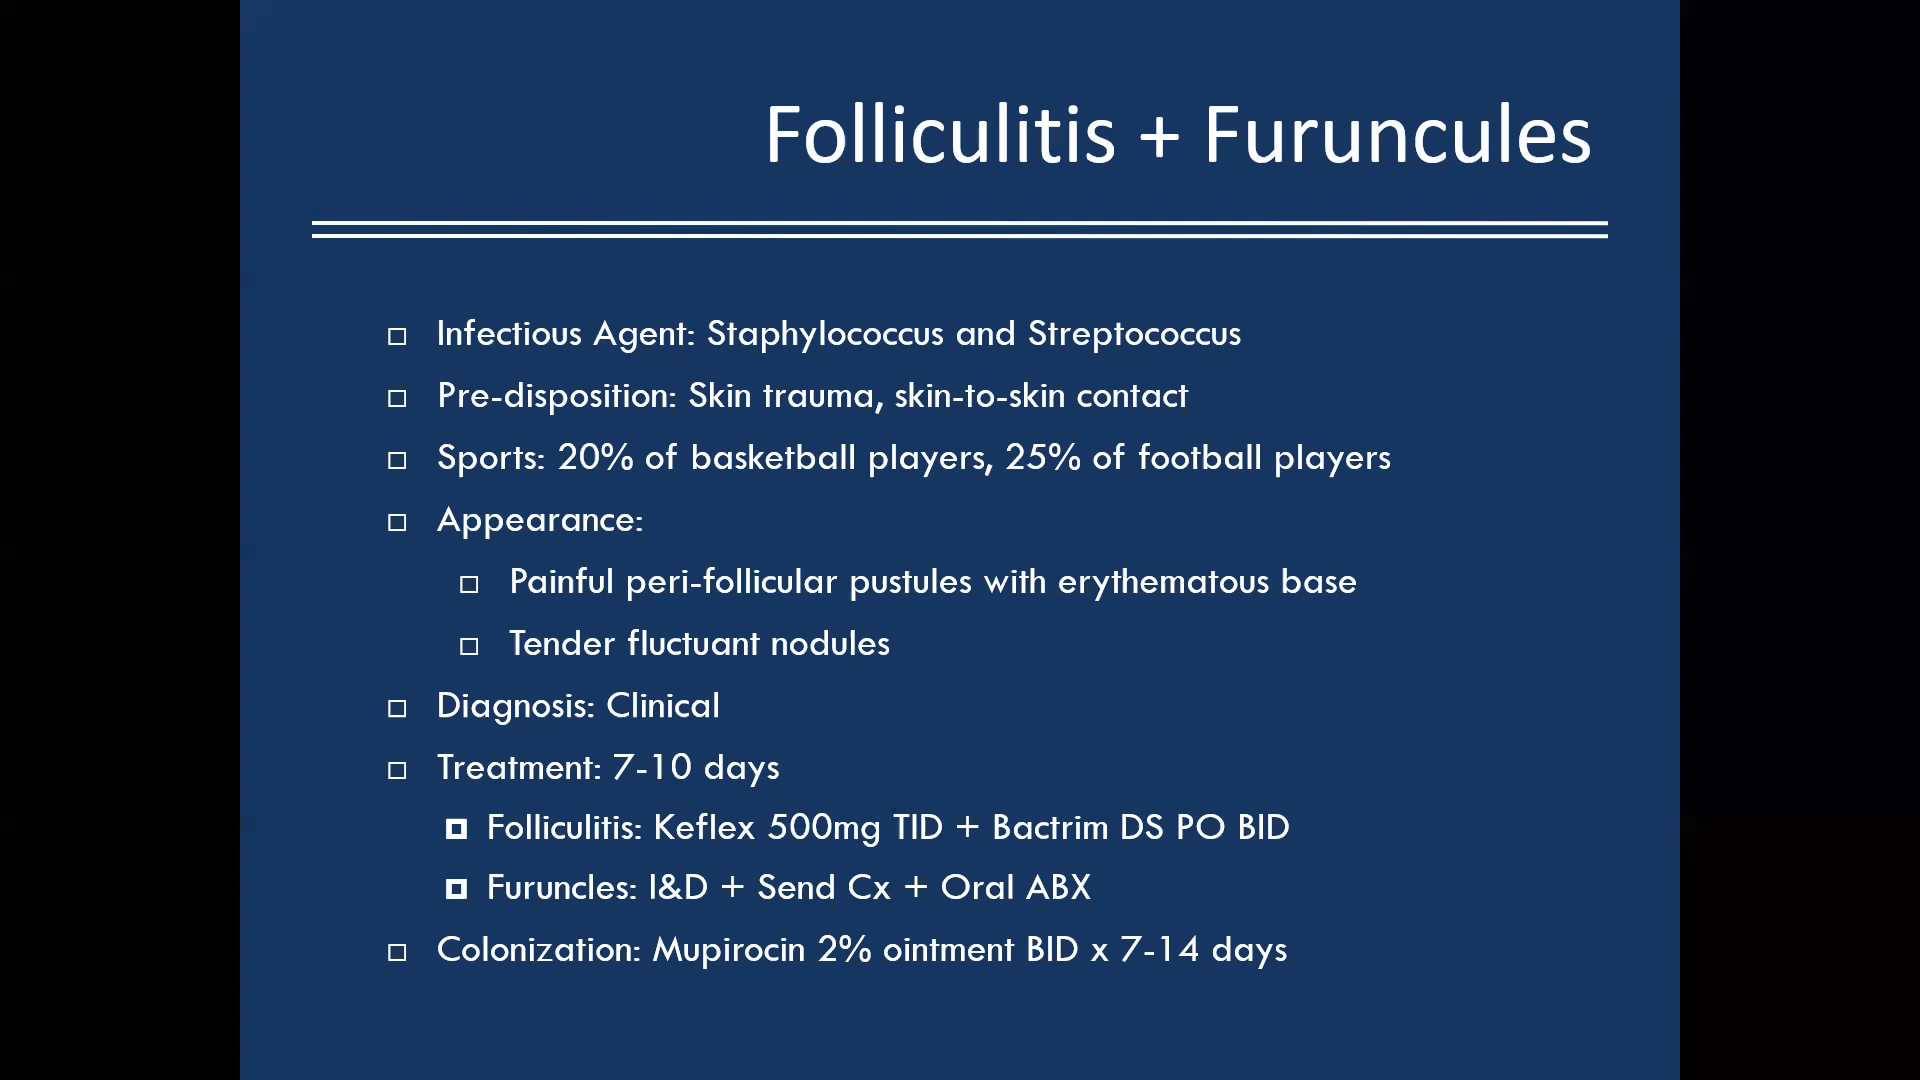 Folliculitis + Furuncules
Infectious Agent: Staphylococcus and Streptococcus
Pre-disposition: Skin trauma, skin-to-skin contact
Sports: 20% of basketball players, 25% of football players
Appearance:
Painful peri-follicular pustules with erythematous base
Tender fluctuant nodules
Diagnosis: Clinical
Treatment: 7-10 days
Folliculitis: Keflex 500mg TID + Bactrim DS PO BID
Furuncles: I&D + Send Cx + Oral ABX
Colonization: Mupirocin 2% ointment BID x 7-14 days